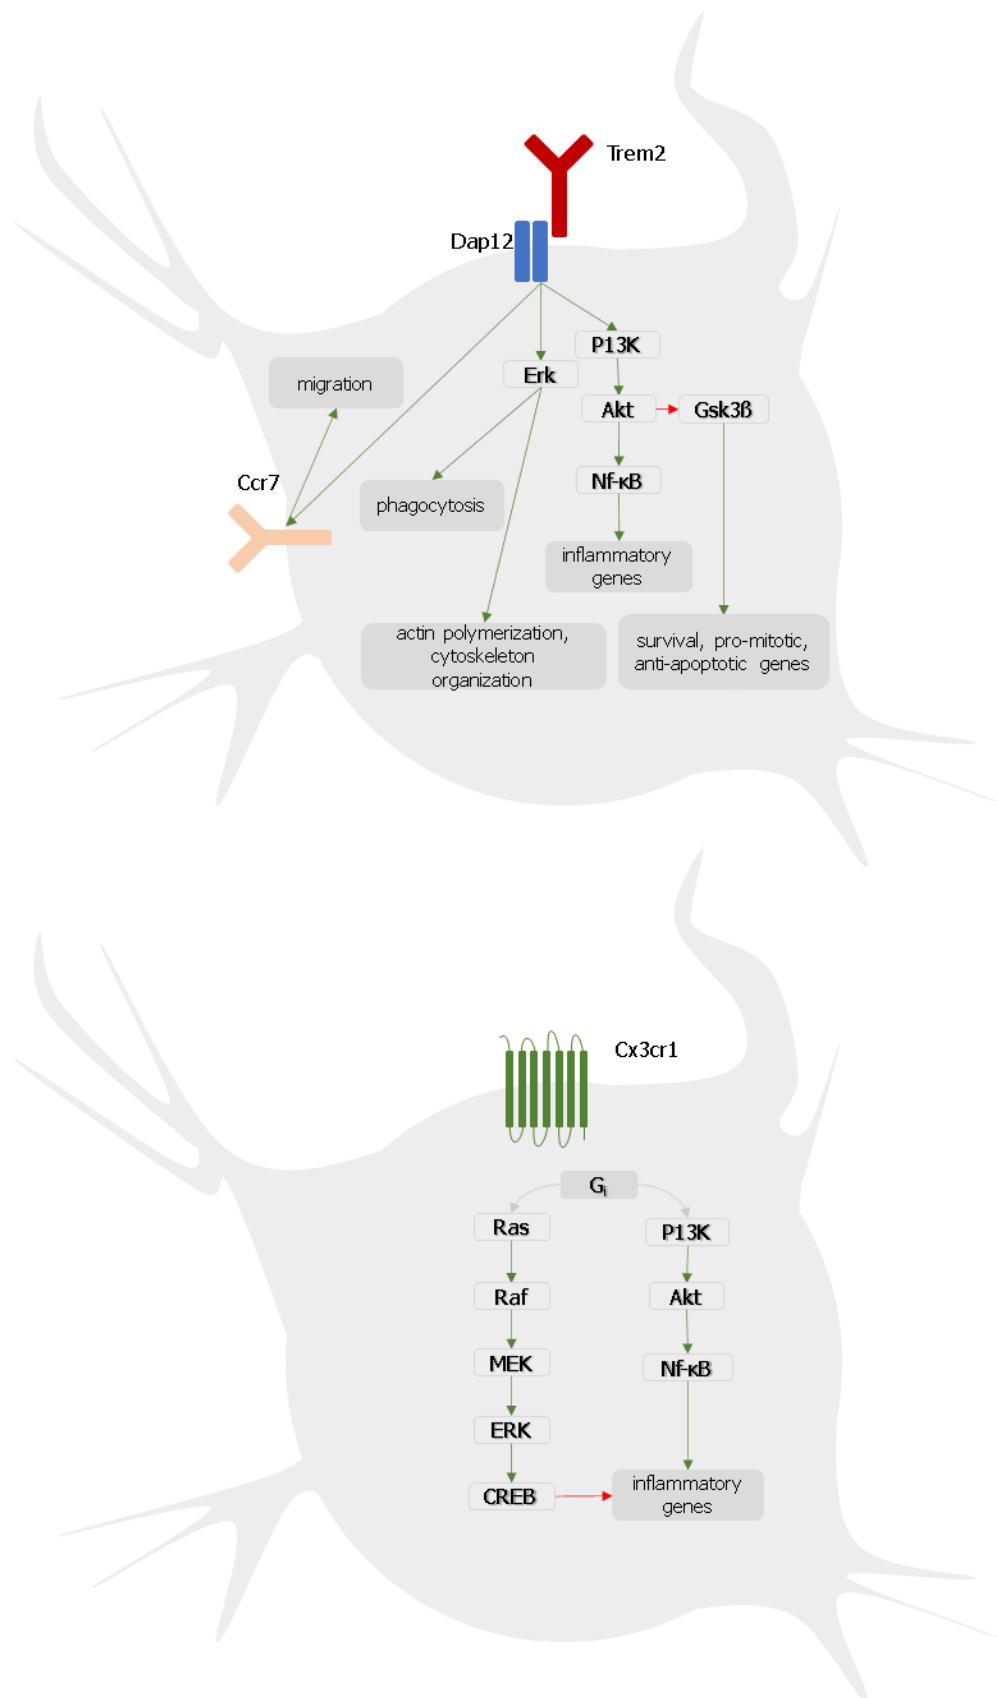 Trem2
Dap12
P13K
Erk
migration
Akt
Gsk3ß
Ccr7
Nf-κB
phagocytosis
inflammatory
genes
actin polymerization,
cytoskeleton
organization
survival, pro-mitotic,
anti-apoptotic genes
Cx3cr1
Gi
Ras
P13K
Raf
Akt
MEK
Nf-κB
ERK
CREB
inflammatory
genes